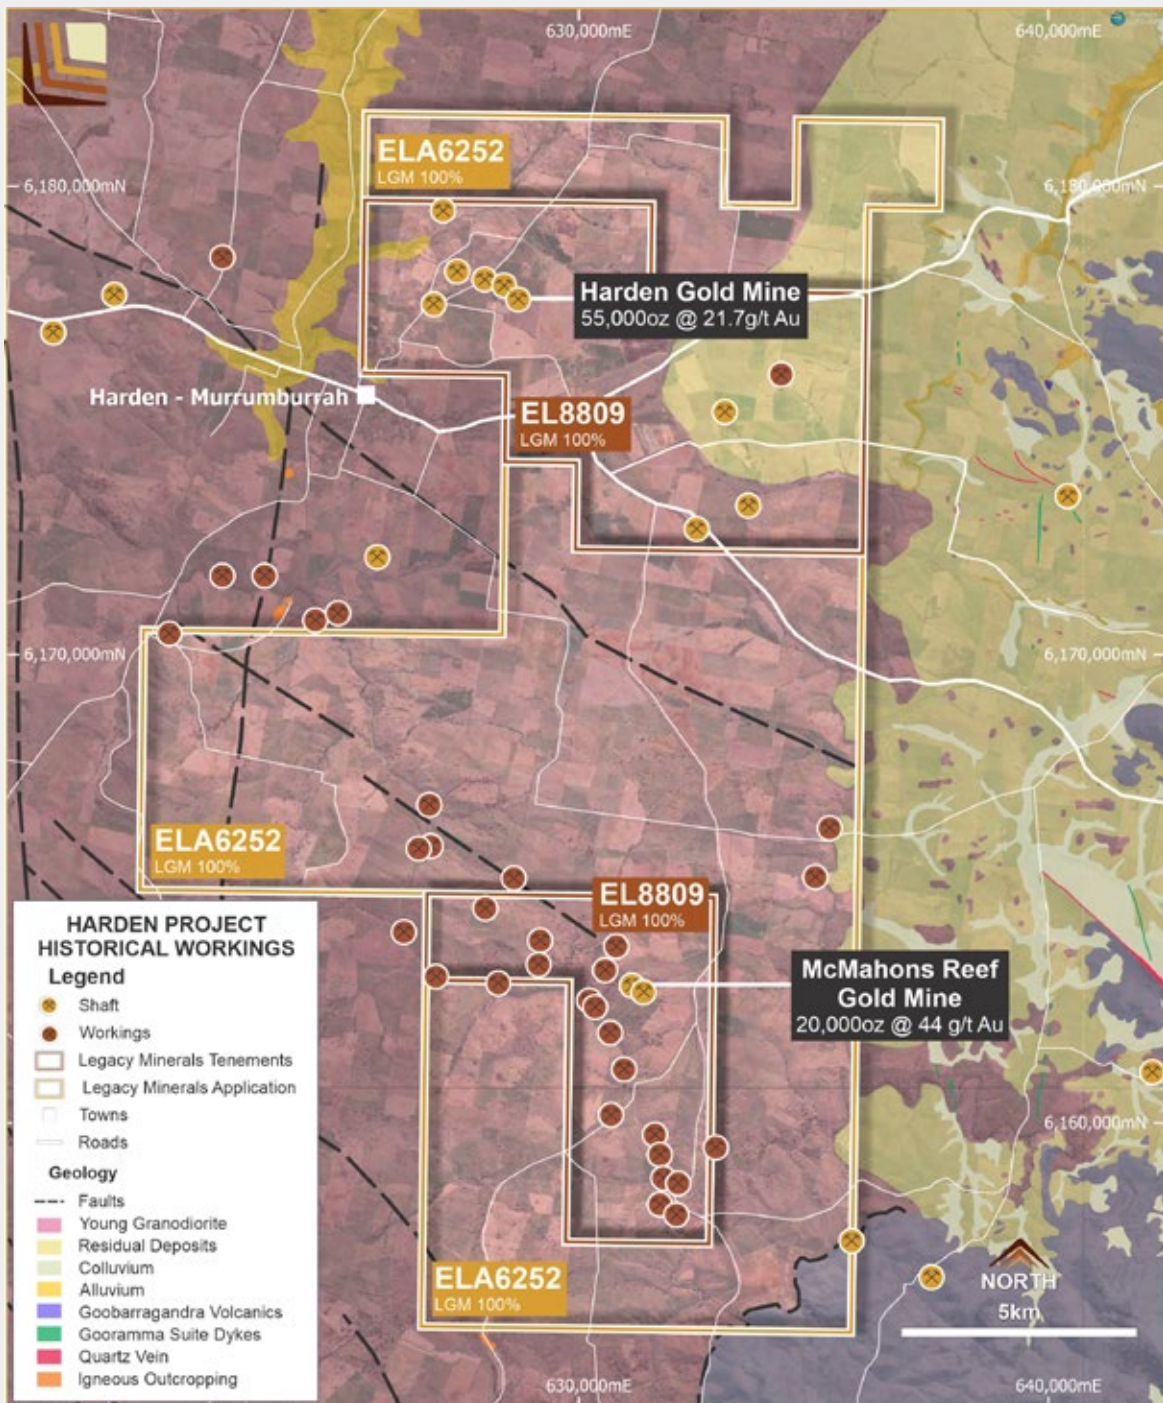 630,000mE
640,000mE
ELA6252
LGM 100%
6,180,000mN
6,180,000mN
Harden Gold Mine
55,000oz @ 21.7g/t Au
Harden - Murrumburrah
EL8809
LGM 100%
6,170,000mN
6,170,000mN
ELA6252
LGM 100%
EL8809
LGM 100%
McMahons Reef
Gold Mine
20,000oz @ 44 g/t Au
HARDEN PROJECT
HISTORICAL WORKINGS
Legend
Shaft
Workings
Legacy Minerals Tenements
Legacy Minerals Application
Towns
Roads
Geology
Faults
Young Granodiorite
Residual Deposits
Colluvium
Alluvium
Goobarragandra Volcanics
Gooramma Suite Dykes
Quartz Vein
Igneous Outcropping
6,160,000mN
ELA6252
LGM 100%
NORTH
5km
630,000mE
640,000mE